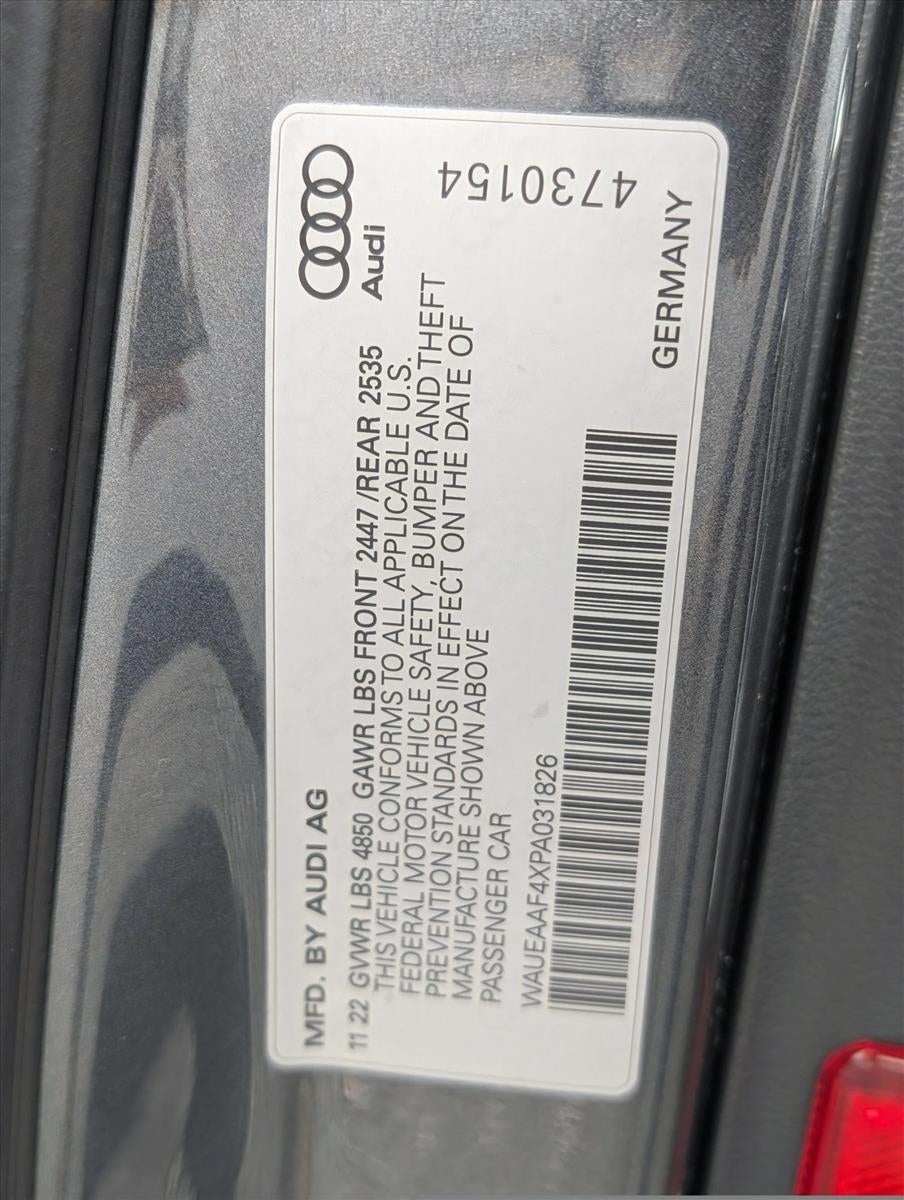 MFD. BY AUDI AG
Audi
11 22 GVWR LBS 4850 GAWR LBS FRONT 2447 /REAR 2535
THIS VEHICLE CONFORMS TO ALL APPLICABLE U.S.
FEDERAL MOTOR VEHICLE SAFETY, BUMPER AND THEFT
PREVENTION STANDARDS IN EFFECT ON THE DATE OF
MANUFACTURE SHOWN ABOVE
PASSENGER CAR
4730154
WAUEAAF4XPA031826
GERMANY